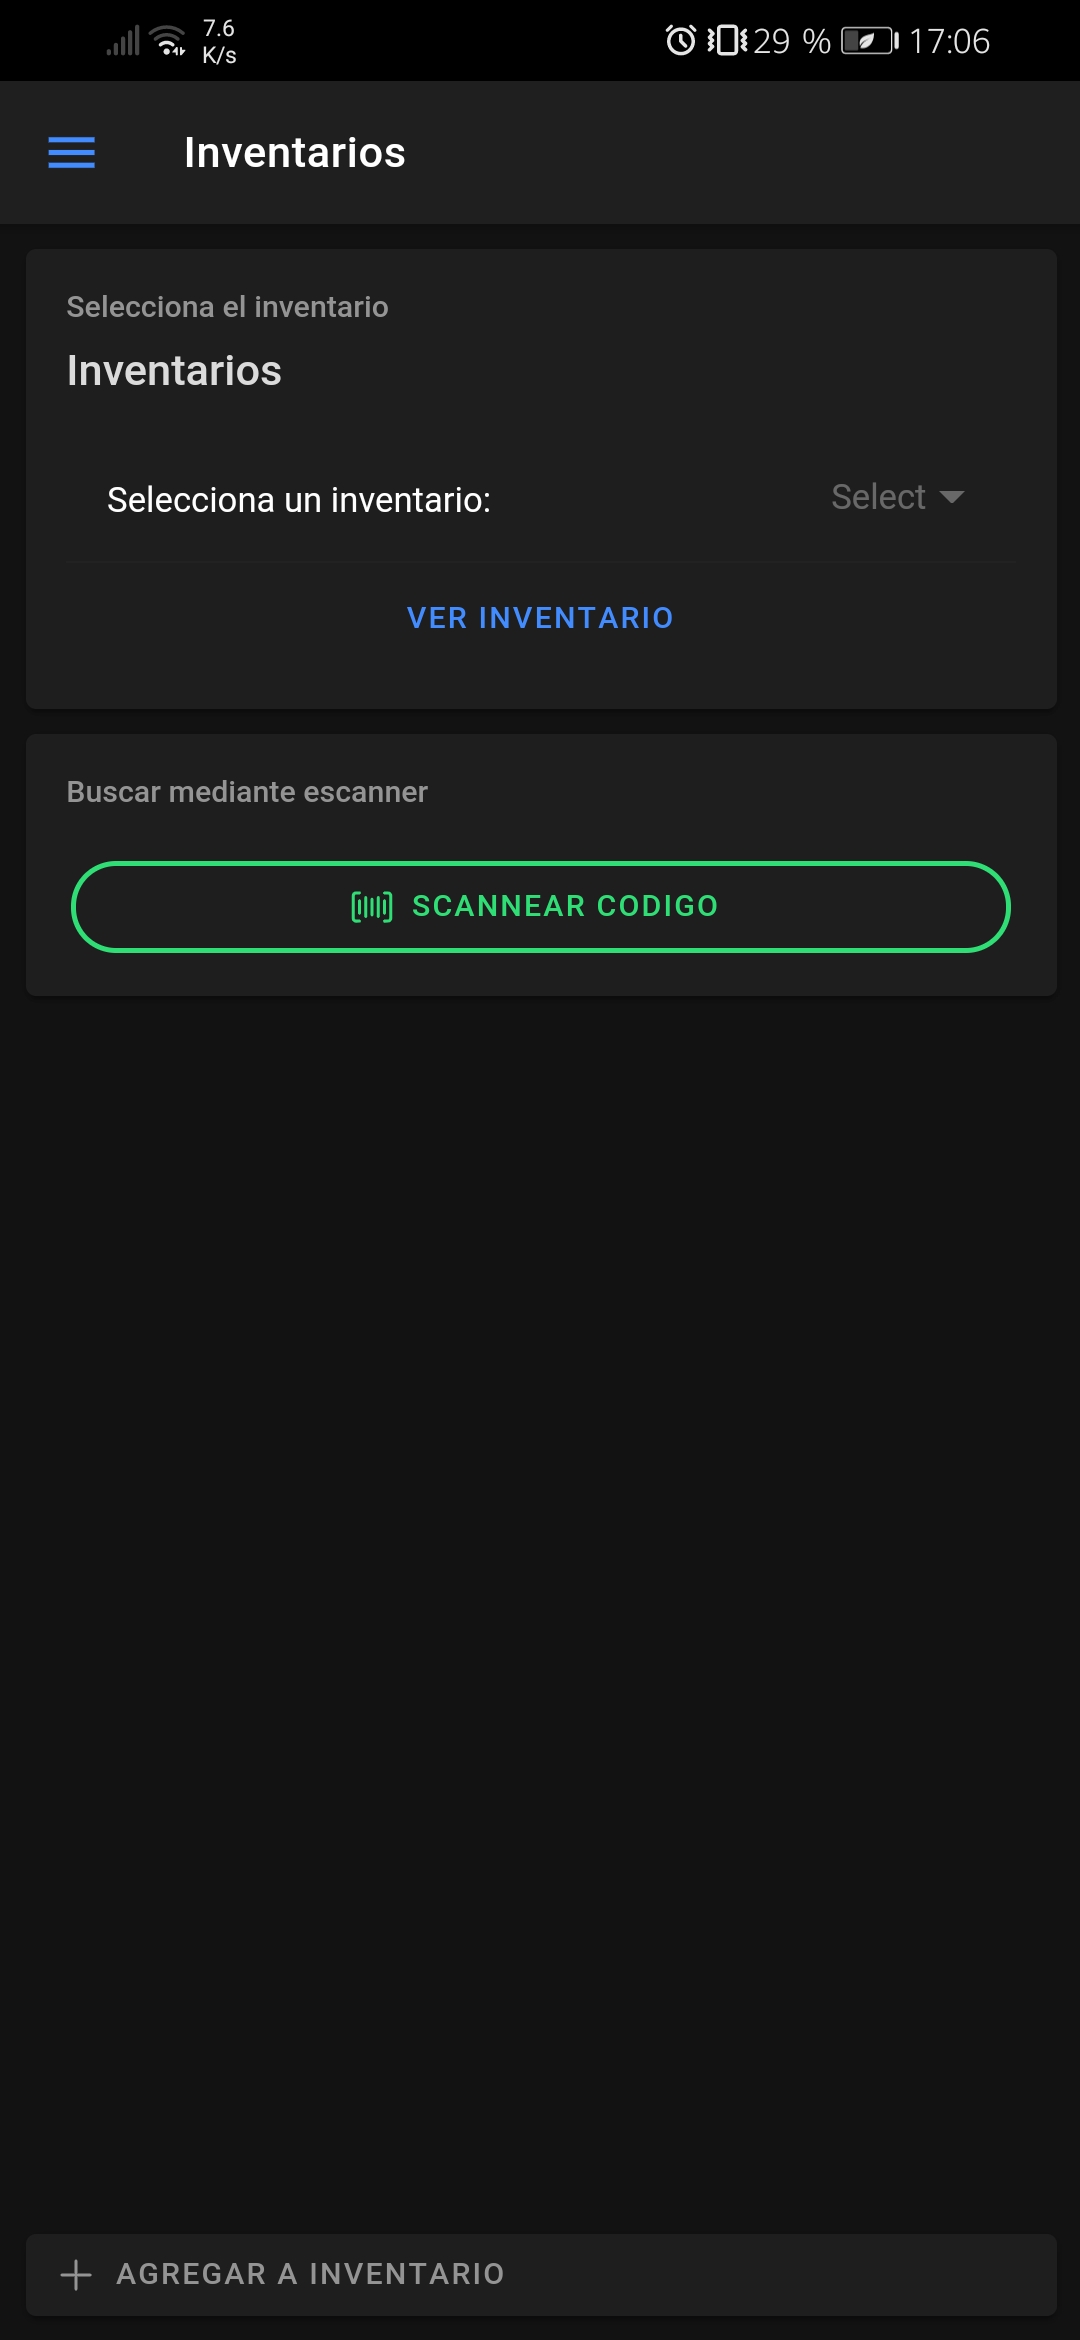 7.6
K/s
29 %
17:06
Inventarios
Selecciona el inventario
Inventarios
Selecciona un inventario:
Select
VER INVENTARIO
Buscar mediante escanner
SCANNEAR CODIGO
AGREGAR A INVENTARIO